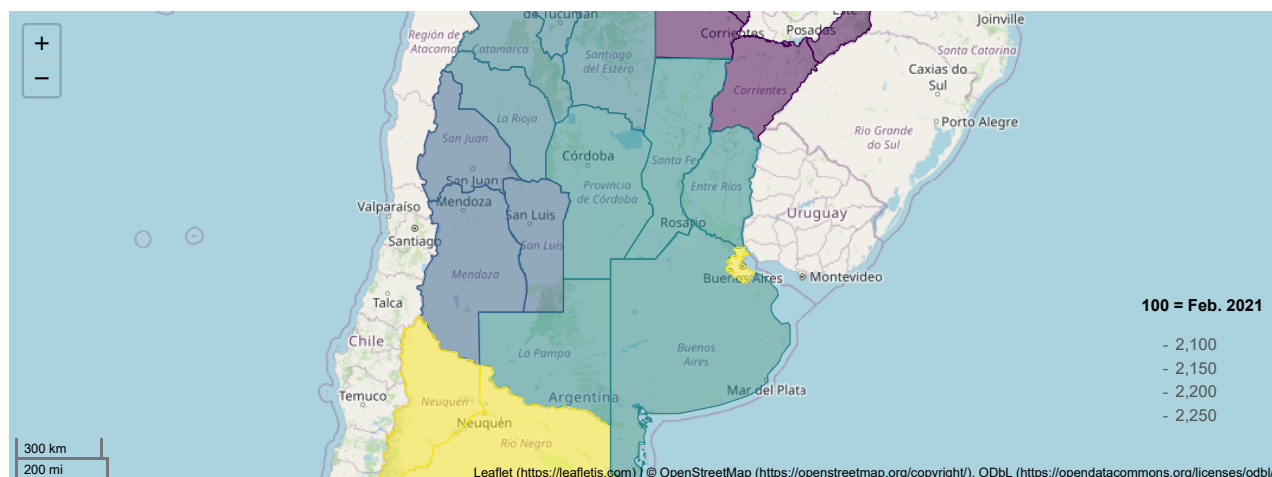 +
−
de Tucumán
Región de
Atacama
Catamarca
Santiago
del Estero
Corrientes
Posadas
Este
Joinville
Santa Catarina
Caxias do
Sul
Porto Alegre
Rio Grande
do Sul
Corrientes
La Rioja
San Juan
San Juan
Córdoba
Provincia
de Córdoba
Santa Fe
Entre Ríos
Valparaíso
Mendoza
San Luis
Rosario
Uruguay
Santiago
San Luis
Mendoza
Buenos Aires
Montevideo
Talca
Chile
La Pampa
Buenos
Aires
100 = Feb. 2021
- 2,100
- 2,150
- 2,200
- 2,250
Temuco
Neuquén
Argentina
Mar del Plata
Neuquén
Río Negro
300 km
200 mi
Leaflet (https://leafletjs.com) | © OpenStreetMap (https://openstreetmap.org/copyright/), ODbL (https://opendatacommons.org/licenses/odbl/